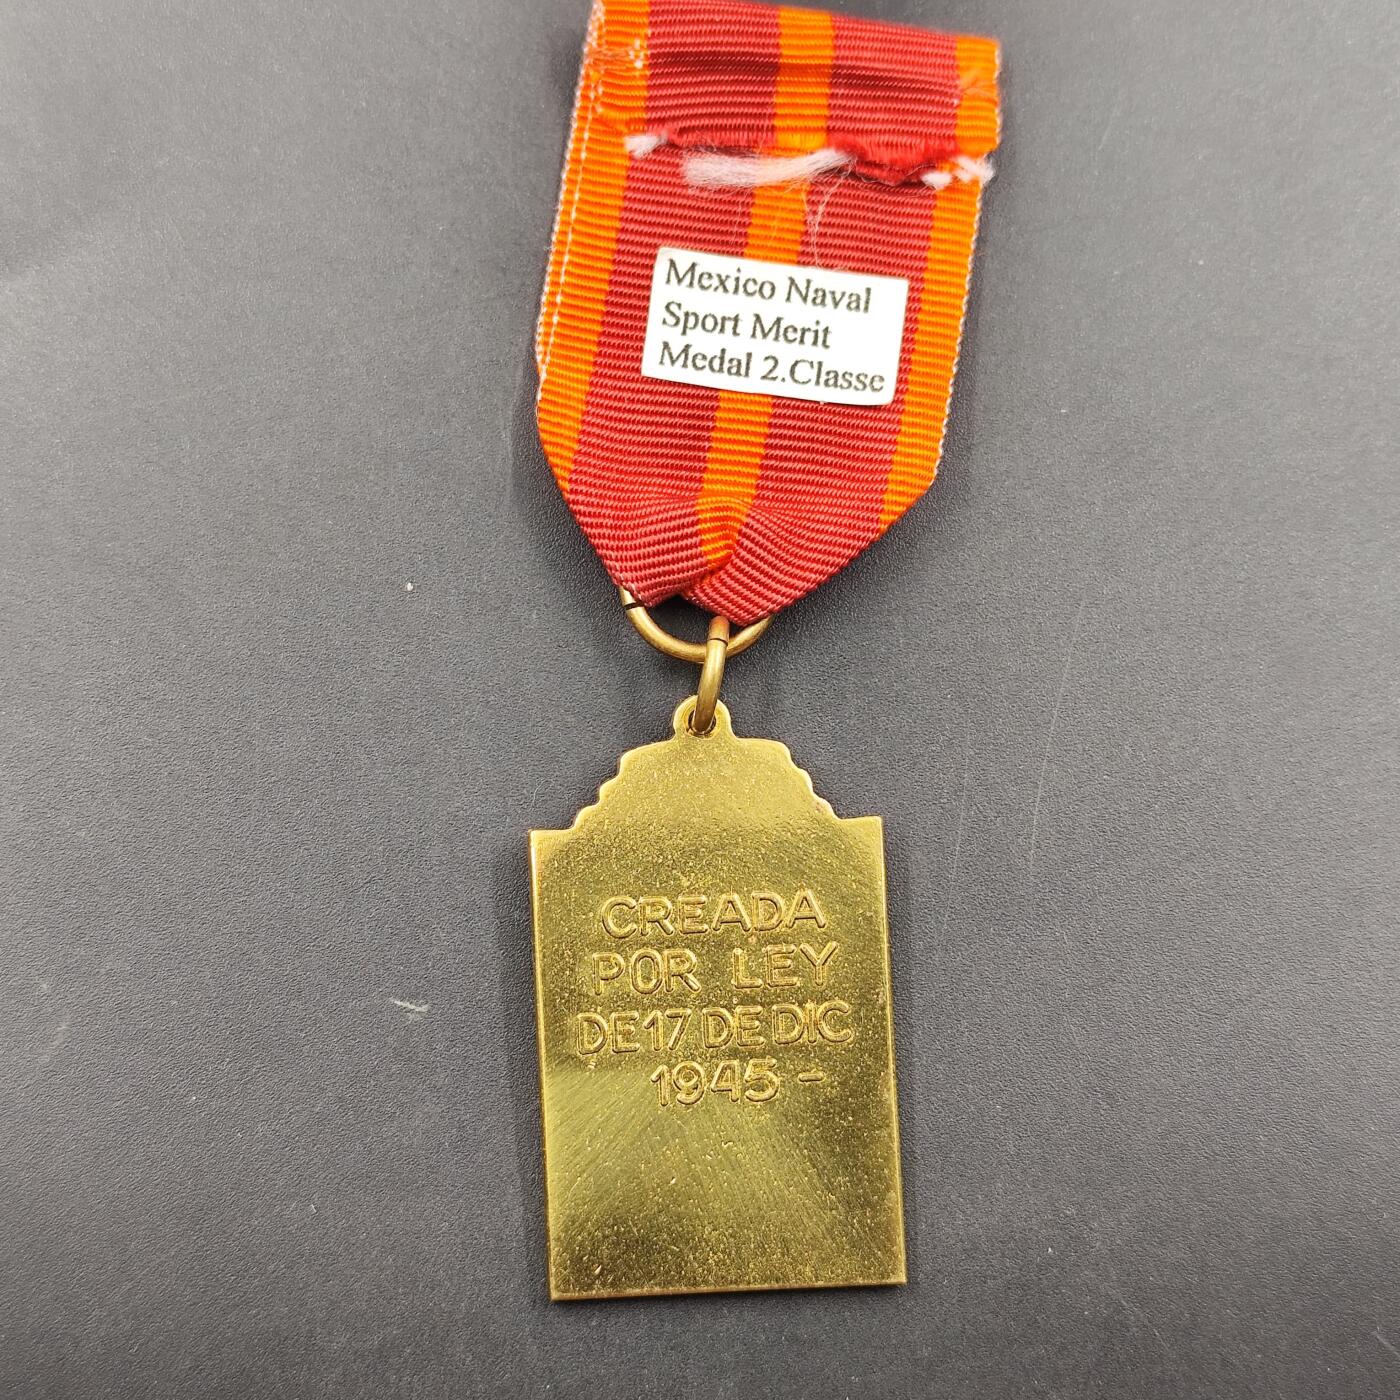 Mexico Naval
Sport Merit
Medal 2.Classe
CREADA
POR LEY
DE 17 DE DIC
1945 -